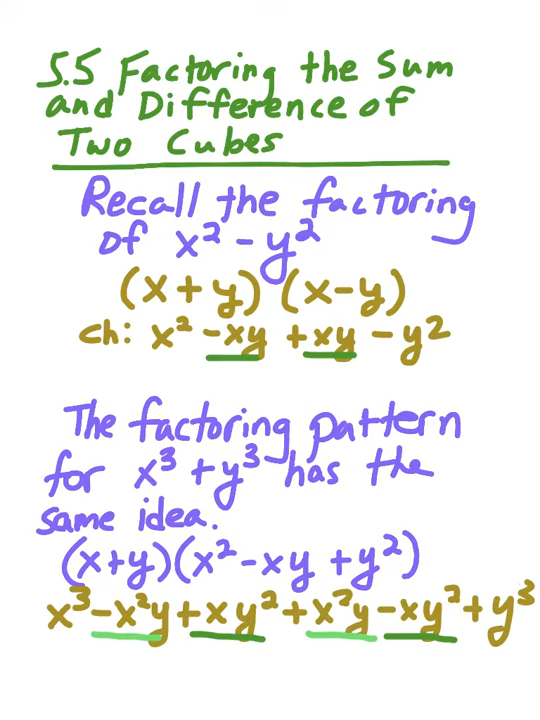 5.5 Factoring the Sum
and Difference of
Two Cubes
Recall the factoring
of x² - y²
(x + y) (x - y)
ch: x² - xy + xy - y²
The factoring pattern
for x³ + y³ has the
same idea.
(x+y)(x² - xy + y²)
x³ - x²y + xy² + x²y - xy² + y³